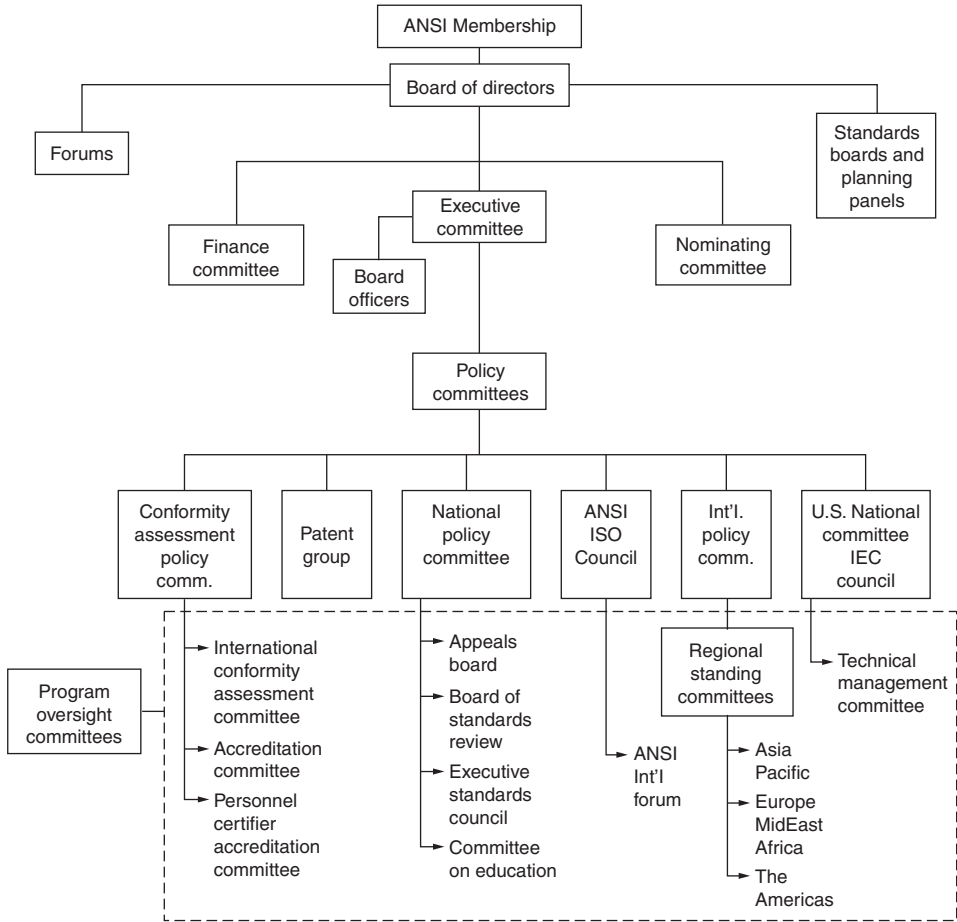 ANSI Membership
Board of directors
Forums
Standards
boards and
planning
panels
Executive
committee
Finance
committee
Nominating
committee
Board
officers
Policy
committees
Conformity
assessment
policy
comm.
Patent
group
National
policy
committee
ANSI
ISO
Council
Int'l.
policy
comm.
U.S. National
committee
IEC
council
Program
oversight
committees
International
conformity
assessment
committee
Accreditation
committee
Personnel
certifier
accreditation
committee
Appeals
board
Board of
standards
review
Executive
standards
council
Committee
on education
ANSI
Int'l
forum
Regional
standing
committees
Asia
Pacific
Europe
MidEast
Africa
The
Americas
Technical
management
committee